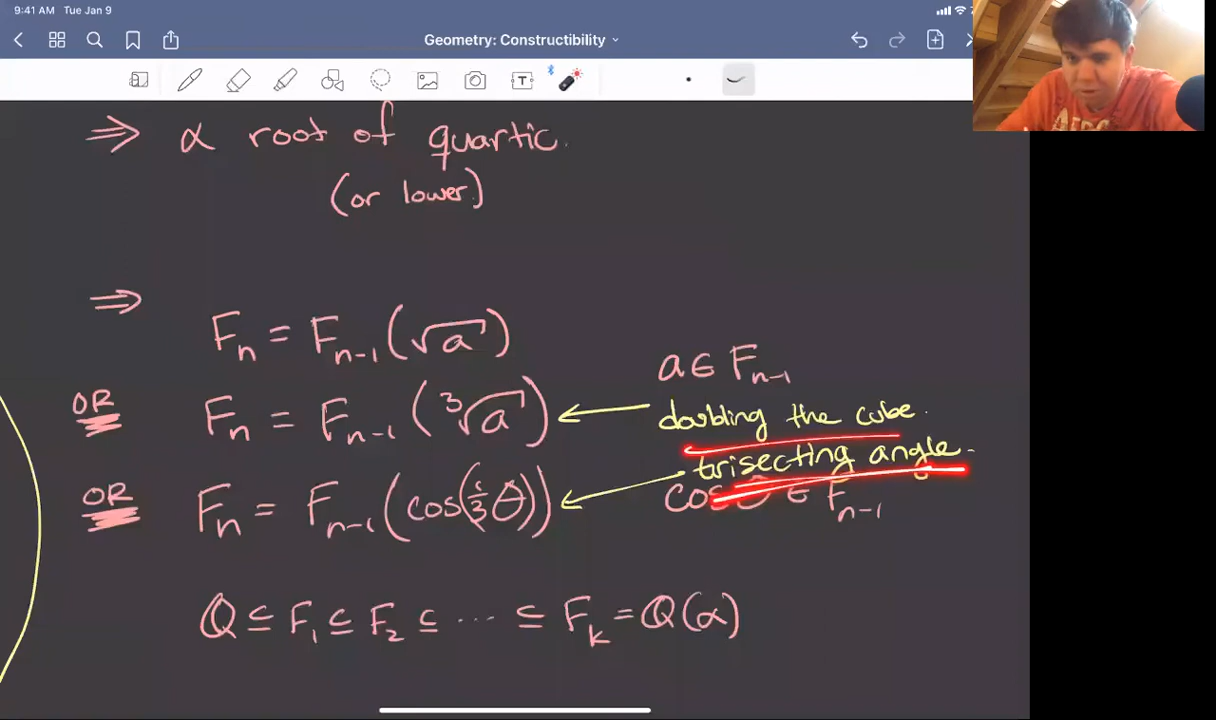 9:41 AM Tue Jan 9
Geometry: Constructibility
⇒ α root of quartic.
(or lower)
⇒
Fₙ = Fₙ₋₁(√a)
a ∈ Fₙ₋₁
OR Fₙ = Fₙ₋₁(³√a)
doubling the cube.
trisecting angle.
OR Fₙ = Fₙ₋₁(cos(⅓θ))
cos θ ∈ Fₙ₋₁
ℚ ⊆ F₁ ⊆ F₂ ⊆ ⋯ ⊆ Fₖ = ℚ(α)